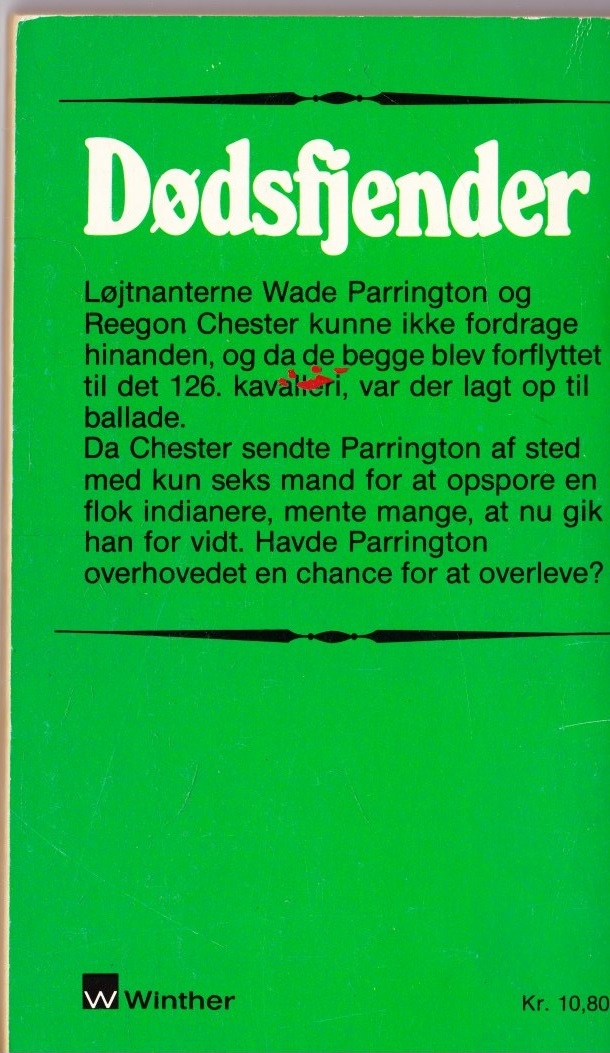 Dødsfjender
Løjtnanterne Wade Parrington og
Reegon Chester kunne ikke fordrage
hinanden, og da de begge blev forflyttet
til det 126. kavalleri, var der lagt op til
ballade.
Da Chester sendte Parrington af sted
med kun seks mand for at opspore en
flok indianere, mente mange, at nu gik
han for vidt. Havde Parrington
overhovedet en chance for at overleve?
W Winther
Kr. 10,80